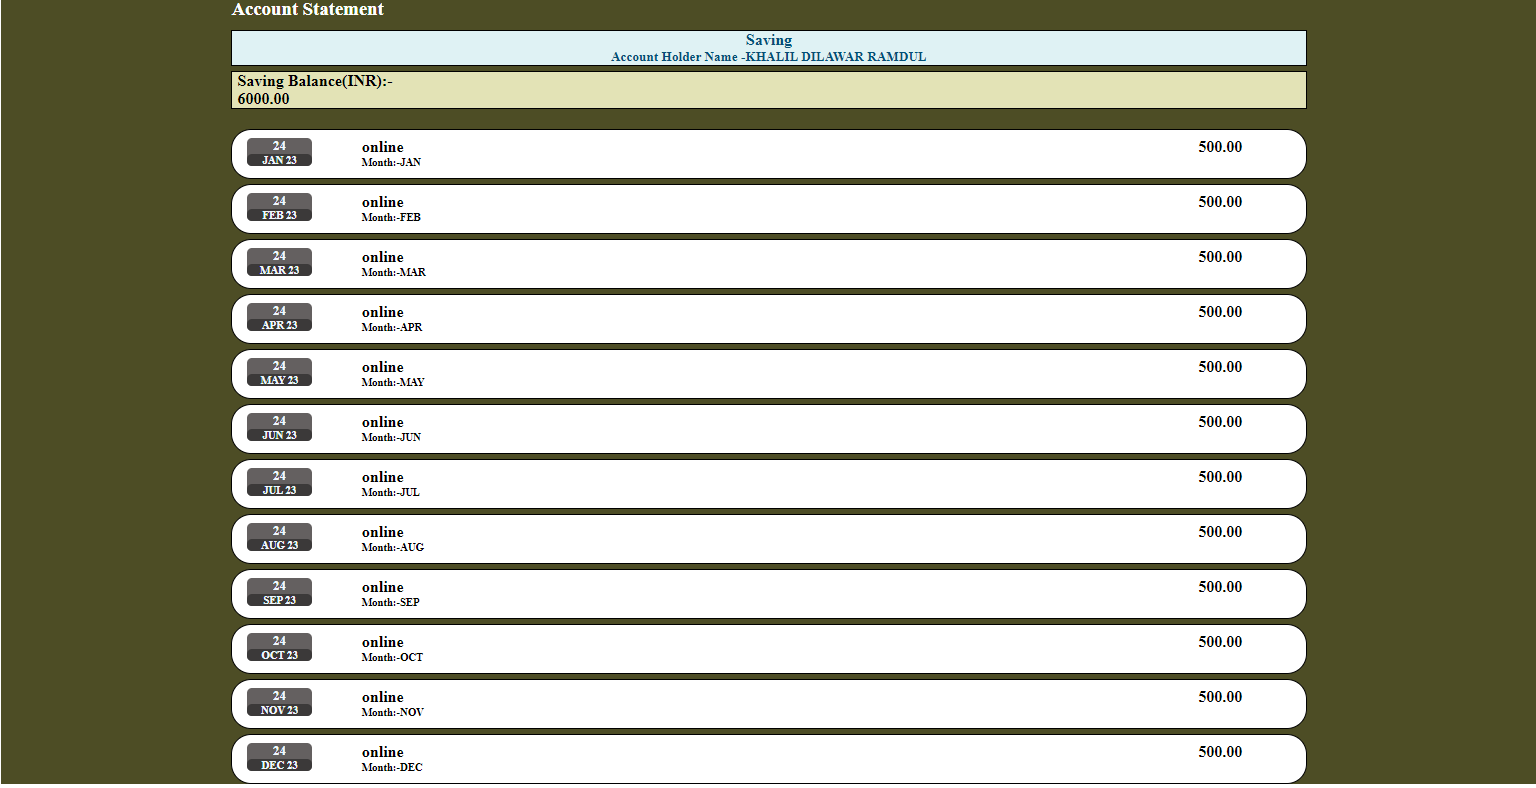 Account Statement
Saving
Account Holder Name -KHALIL DILAWAR RAMDUL
Saving Balance(INR):-
6000.00
24
JAN 23
online
Month:-JAN
500.00
24
FEB 23
online
Month:-FEB
500.00
24
MAR 23
online
Month:-MAR
500.00
24
APR 23
online
Month:-APR
500.00
24
MAY 23
online
Month:-MAY
500.00
24
JUN 23
online
Month:-JUN
500.00
24
JUL 23
online
Month:-JUL
500.00
24
AUG 23
online
Month:-AUG
500.00
24
SEP 23
online
Month:-SEP
500.00
24
OCT 23
online
Month:-OCT
500.00
24
NOV 23
online
Month:-NOV
500.00
24
DEC 23
online
Month:-DEC
500.00